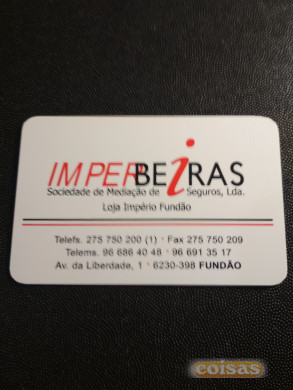 IMPERBEiRAS
Sociedade de Mediação de Seguros, Lda.
Loja Império Fundão
Telefs. 275 750 200 (1) · Fax 275 750 209
Telems. 96 686 40 48 · 96 691 35 17
Av. da Liberdade, 1 · 6230-398 FUNDÃO
coisas